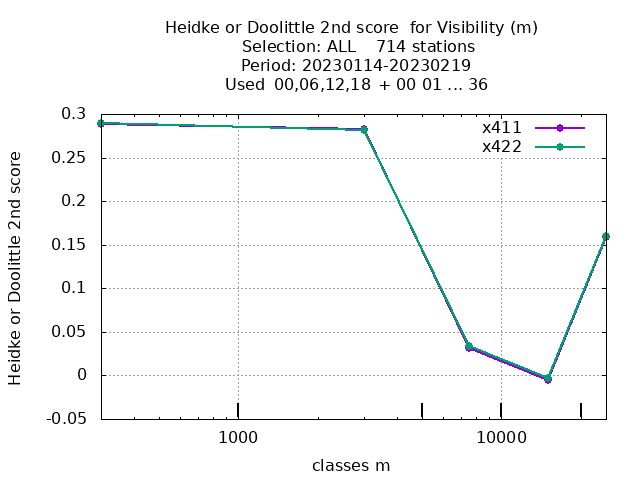 Heidke or Doolittle 2nd score  for Visibility (m)
Selection: ALL    714 stations
Period: 20230114-20230219
Used  00,06,12,18  + 00 01 ... 36
x411
x422
0.3
0.25
0.2
0.15
0.1
0.05
0
-0.05
Heidke or Doolittle 2nd score
1000
10000
classes m